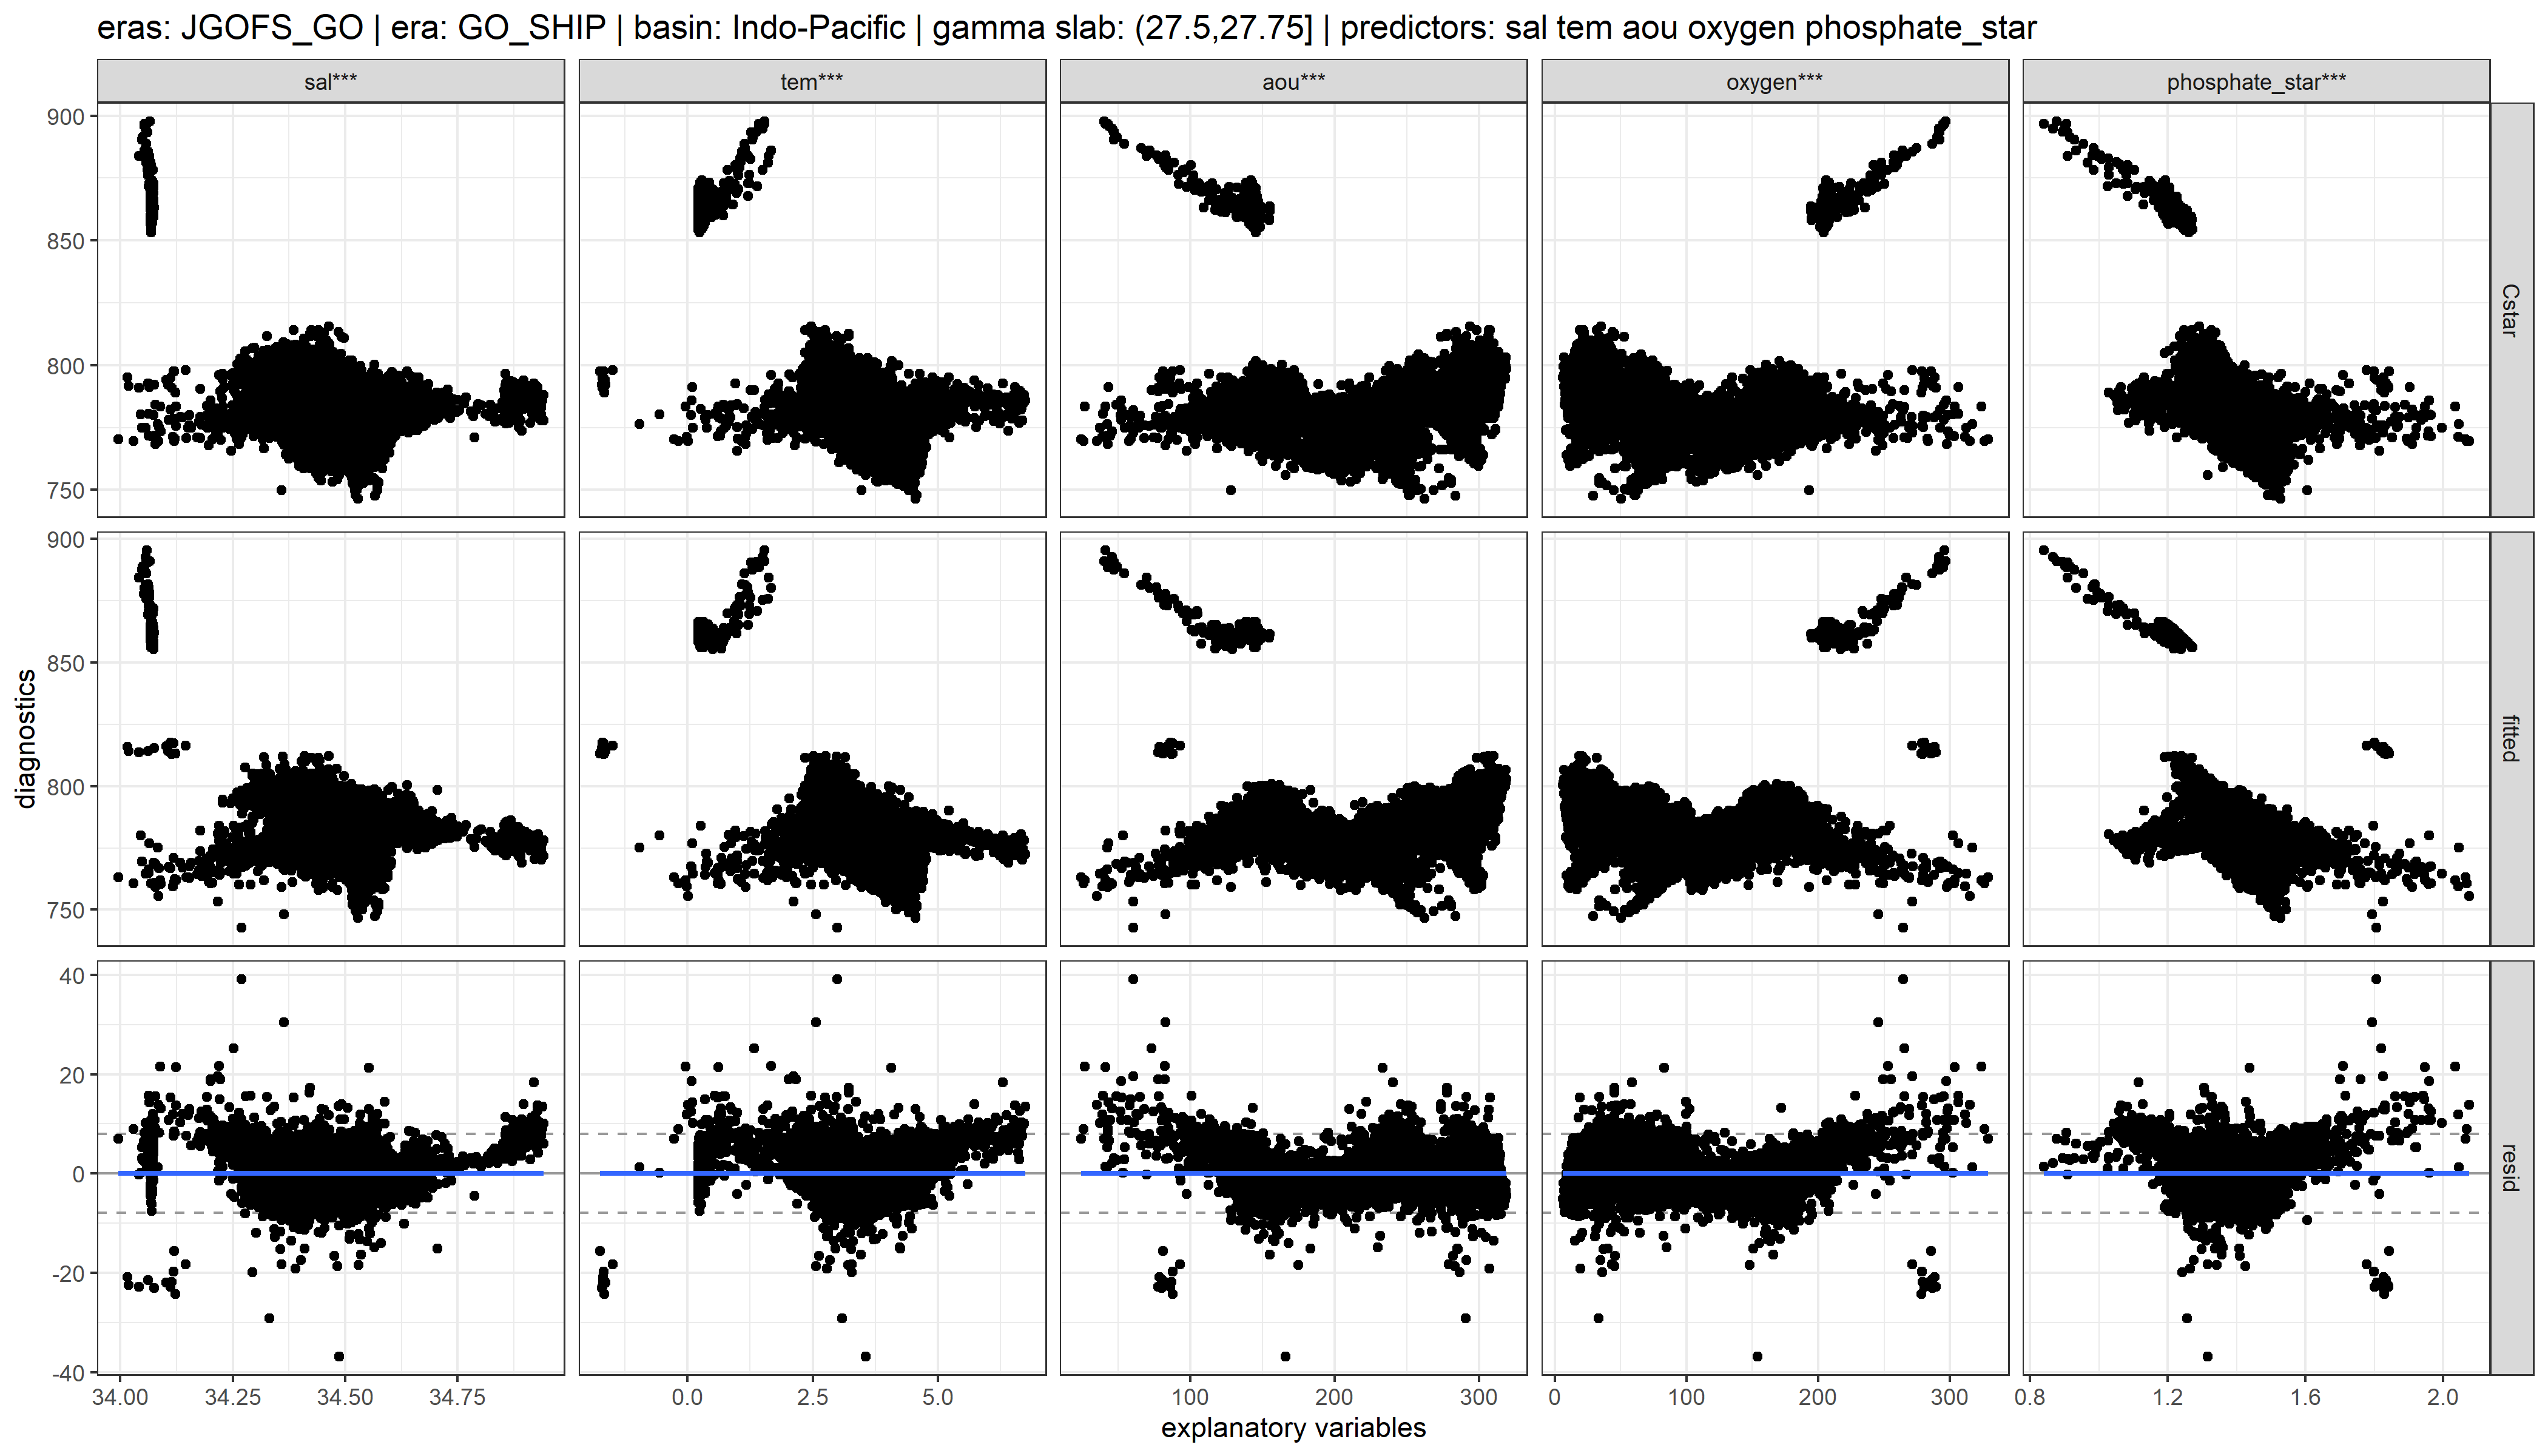 eras: JGOFS_GO | era: GO_SHIP | basin: Indo-Pacific | gamma slab: (27.5,27.75] | predictors: sal tem aou oxygen phosphate_star
sal*** tem*** aou*** oxygen*** phosphate_star***
900
850
800
750
Cstar
900
850
800
750
fitted
diagnostics
40
20
0
-20
-40
resid
34.00 34.25 34.50 34.75 0.0 2.5 5.0 100 200 300 0 100 200 300 0.8 1.2 1.6 2.0
explanatory variables